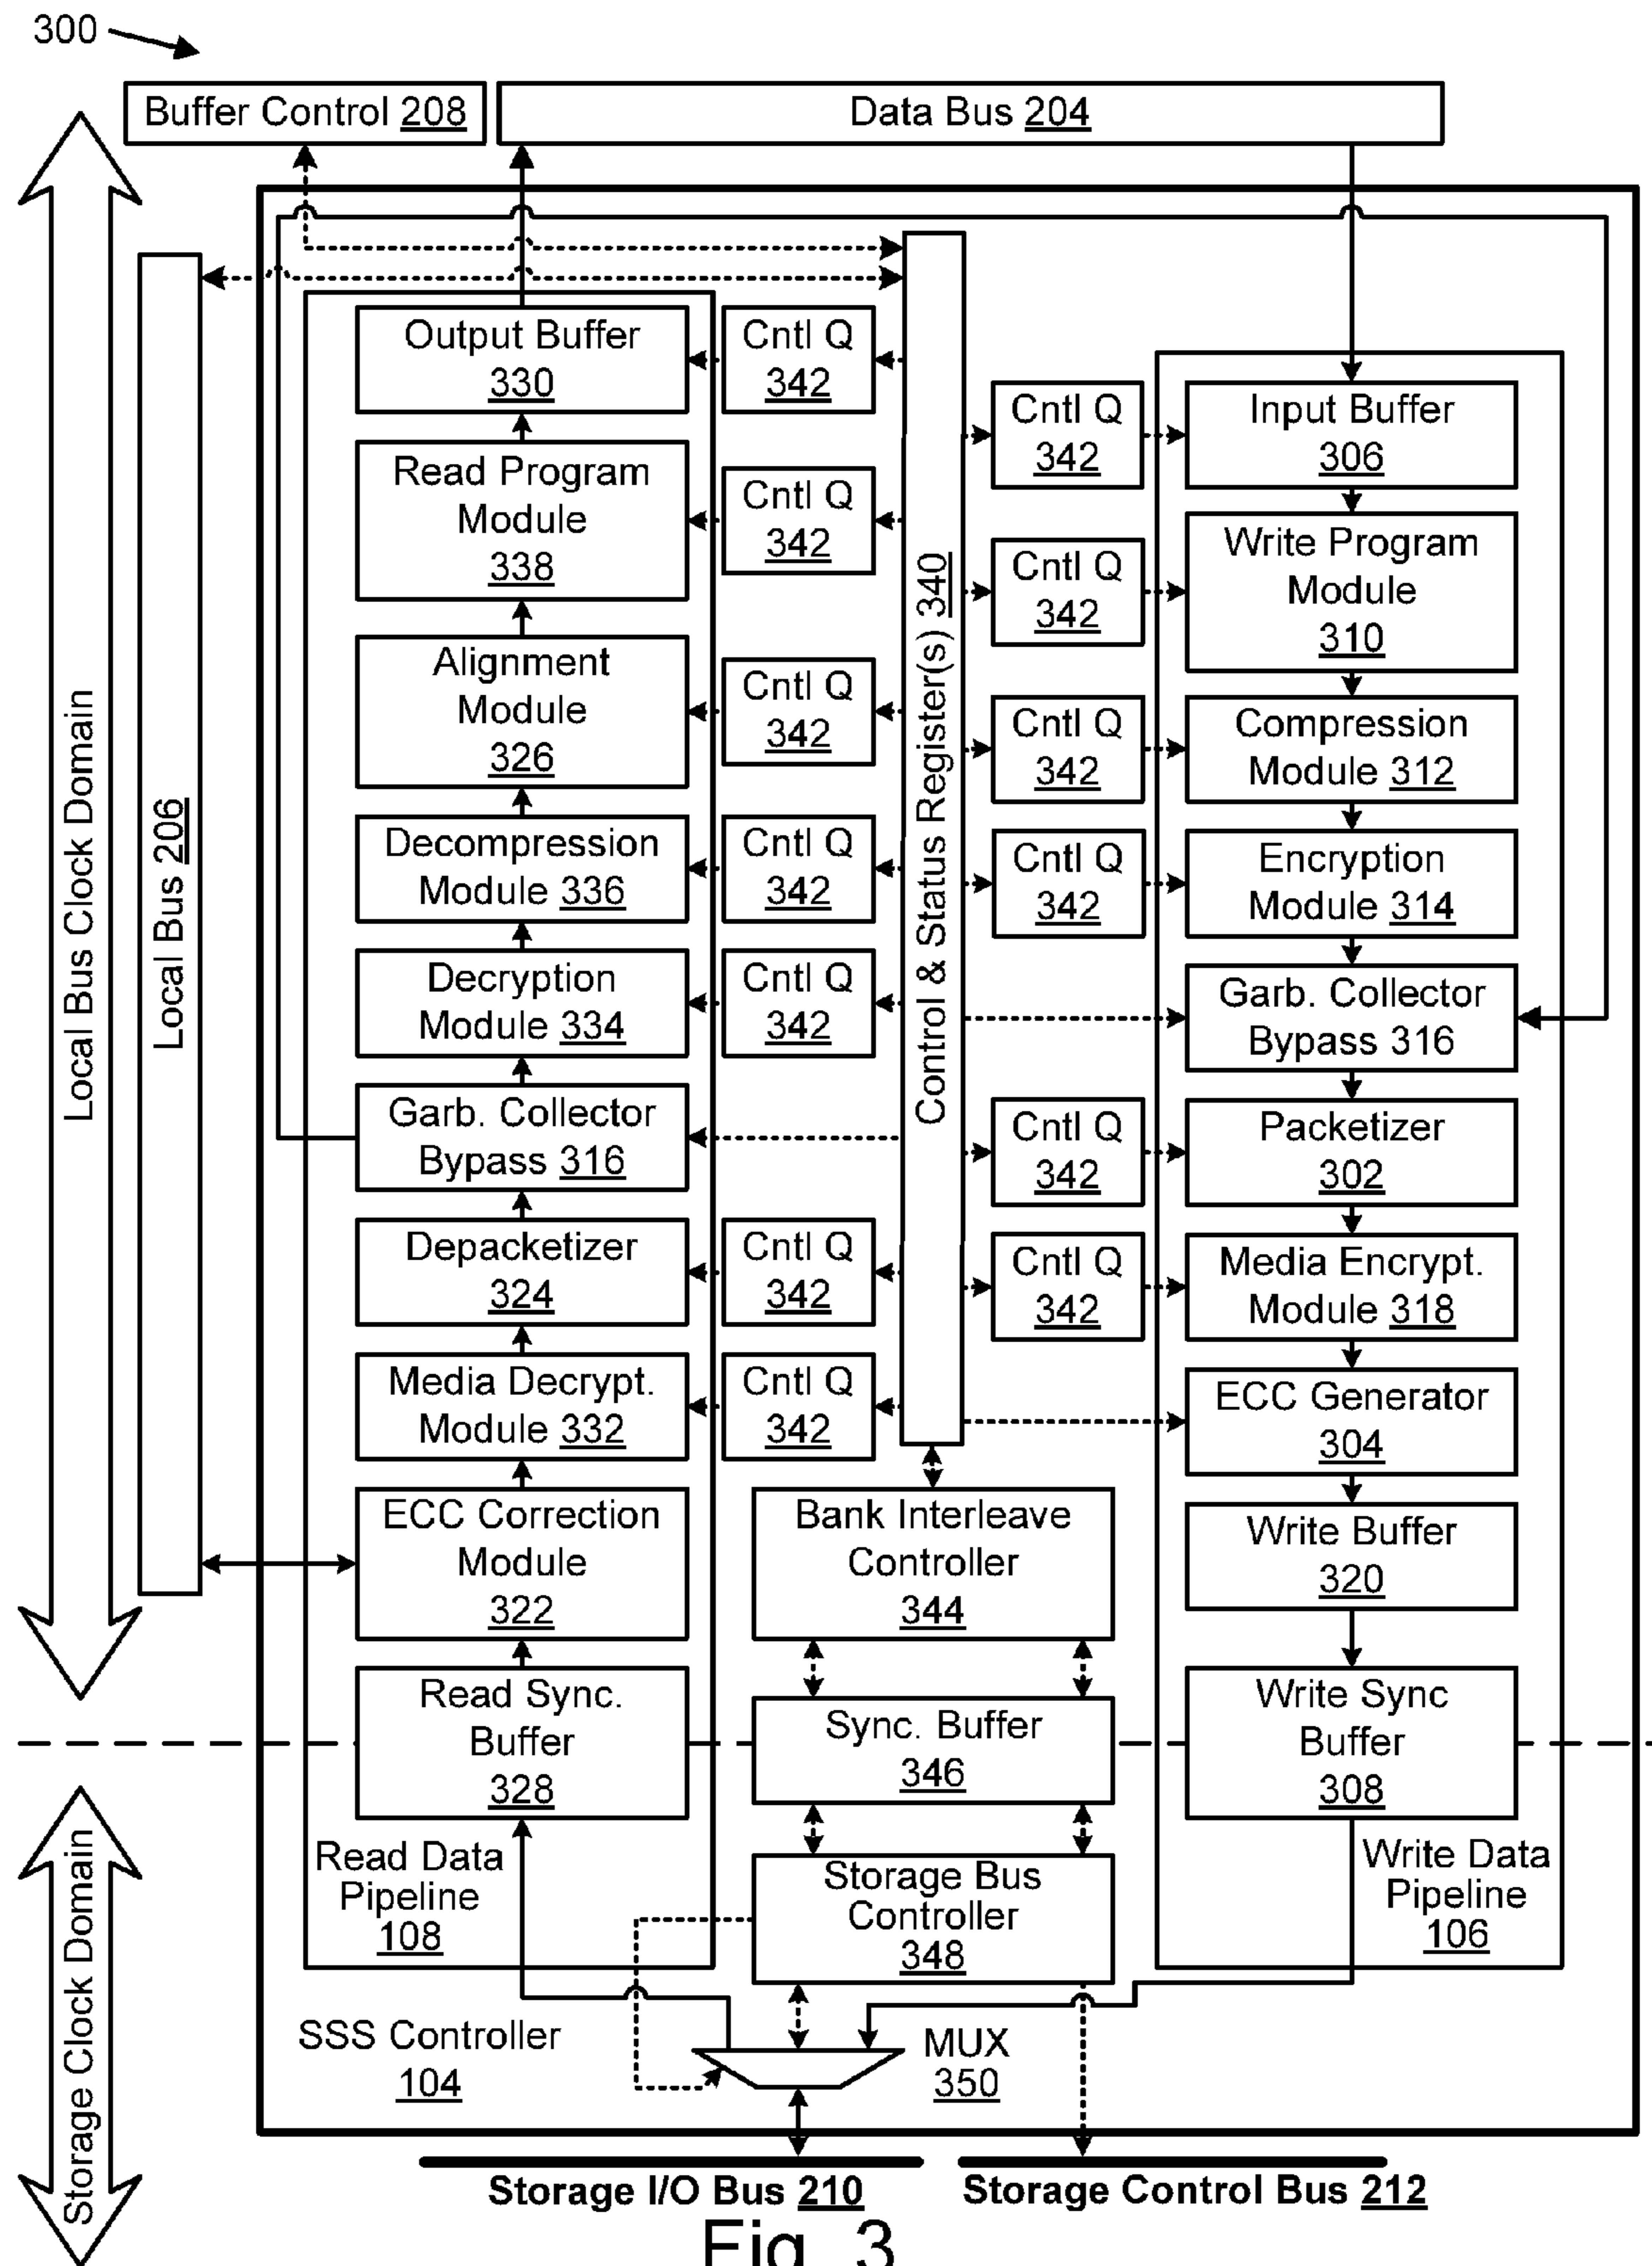 300
Buffer Control 208
Data Bus 204
Local Bus Clock Domain
Local Bus 206
Output Buffer
330
Cntl Q
342
Read Program
Module
338
Cntl Q
342
Alignment
Module
326
Cntl Q
342
Decompression
Module 336
Cntl Q
342
Decryption
Module 334
Cntl Q
342
Garb. Collector
Bypass 316
Depacketizer
324
Cntl Q
342
Media Decrypt.
Module 332
Cntl Q
342
ECC Correction
Module
322
Read Sync.
Buffer
328
Read Data
Pipeline
108
Control & Status Register(s) 340
Bank Interleave
Controller
344
Sync. Buffer
346
Storage Bus
Controller
348
Cntl Q
342
Input Buffer
306
Cntl Q
342
Write Program
Module
310
Cntl Q
342
Compression
Module 312
Cntl Q
342
Encryption
Module 314
Garb. Collector
Bypass 316
Cntl Q
342
Packetizer
302
Cntl Q
342
Media Encrypt.
Module 318
ECC Generator
304
Write Buffer
320
Write Sync
Buffer
308
Write Data
Pipeline
106
Storage Clock Domain
SSS Controller
104
MUX
350
Storage I/O Bus 210
Storage Control Bus 212
Fig. 3